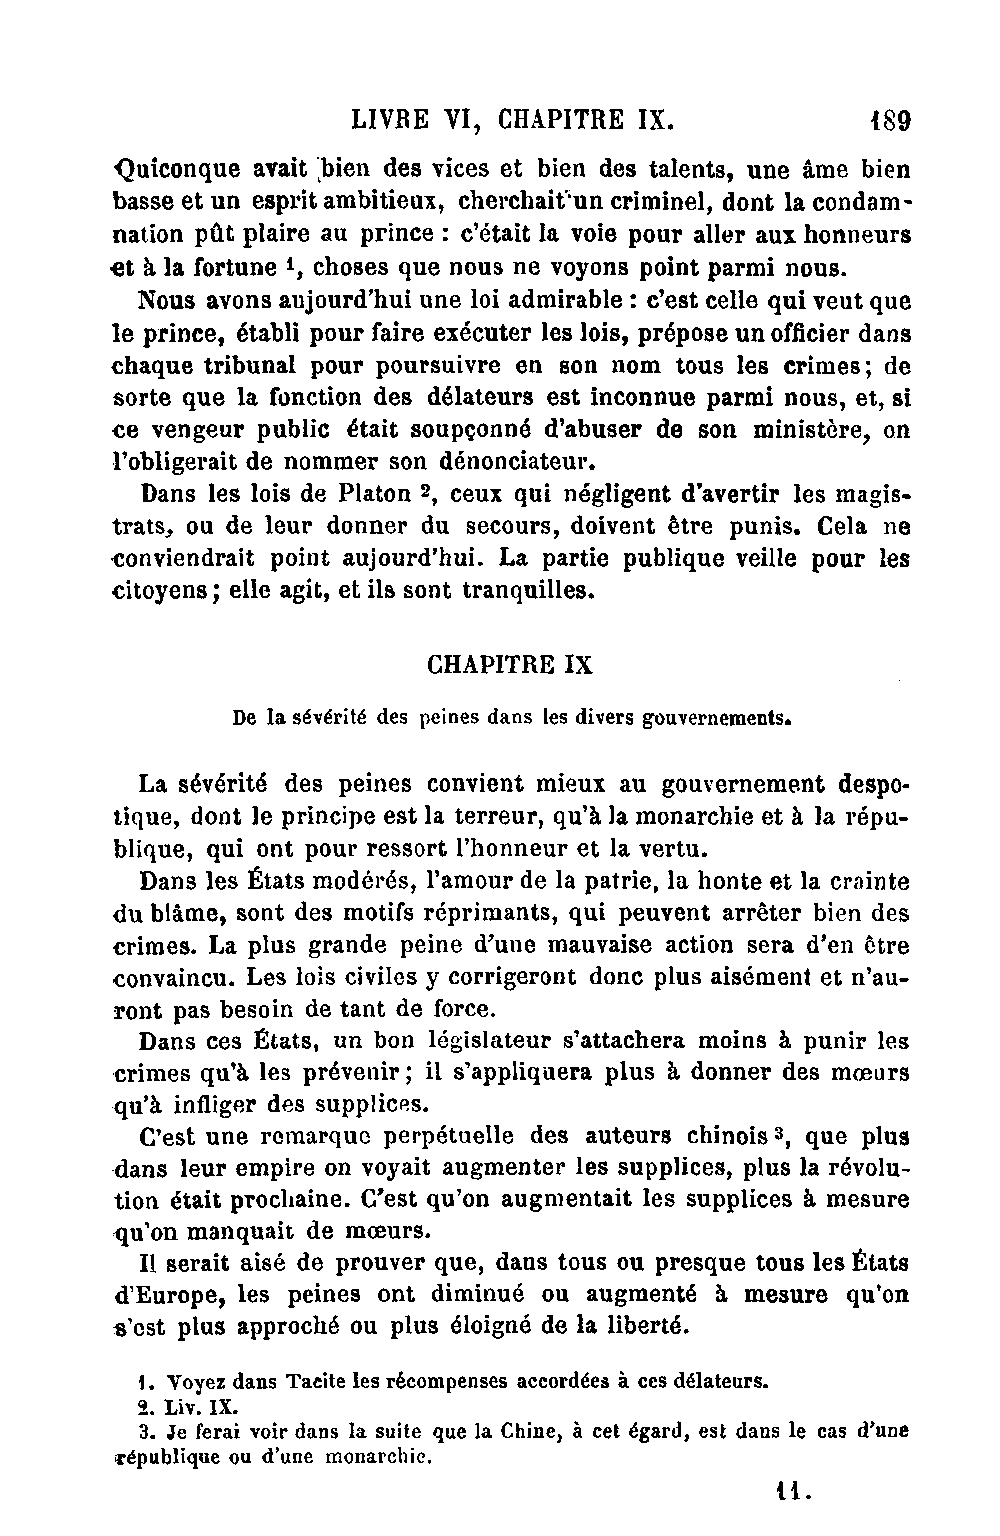 LIVRE VI, CHAPITRE IX. 189
Quiconque avait bien des vices et bien des talents, une âme bien
basse et un esprit ambitieux, cherchait un criminel, dont la condam-
nation pût plaire au prince : c'était la voie pour aller aux honneurs
et à la fortune 1, choses que nous ne voyons point parmi nous.
Nous avons aujourd'hui une loi admirable : c'est celle qui veut que
le prince, établi pour faire exécuter les lois, prépose un officier dans
chaque tribunal pour poursuivre en son nom tous les crimes; de
sorte que la fonction des délateurs est inconnue parmi nous, et, si
ce vengeur public était soupçonné d'abuser de son ministère, on
l'obligerait de nommer son dénonciateur.
Dans les lois de Platon 2, ceux qui négligent d'avertir les magis-
trats, ou de leur donner du secours, doivent être punis. Cela ne
conviendrait point aujourd'hui. La partie publique veille pour les
citoyens; elle agit, et ils sont tranquilles.
CHAPITRE IX
De la sévérité des peines dans les divers gouvernements.
La sévérité des peines convient mieux au gouvernement despo-
tique, dont le principe est la terreur, qu'à la monarchie et à la répu-
blique, qui ont pour ressort l'honneur et la vertu.
Dans les États modérés, l'amour de la patrie, la honte et la crainte
du blâme, sont des motifs réprimants, qui peuvent arrêter bien des
crimes. La plus grande peine d'une mauvaise action sera d'en être
convaincu. Les lois civiles y corrigeront donc plus aisément et n'au-
ront pas besoin de tant de force.
Dans ces États, un bon législateur s'attachera moins à punir les
crimes qu'à les prévenir; il s'appliquera plus à donner des mœurs
qu'à infliger des supplices.
C'est une remarque perpétuelle des auteurs chinois 3, que plus
dans leur empire on voyait augmenter les supplices, plus la révolu-
tion était prochaine. C'est qu'on augmentait les supplices à mesure
qu'on manquait de mœurs.
Il serait aisé de prouver que, dans tous ou presque tous les États
d'Europe, les peines ont diminué ou augmenté à mesure qu'on
s'est plus approché ou plus éloigné de la liberté.
1. Voyez dans Tacite les récompenses accordées à ces délateurs.
2. Liv. IX.
3. Je ferai voir dans la suite que la Chine, à cet égard, est dans le cas d'une
république ou d'une monarchie.
11.